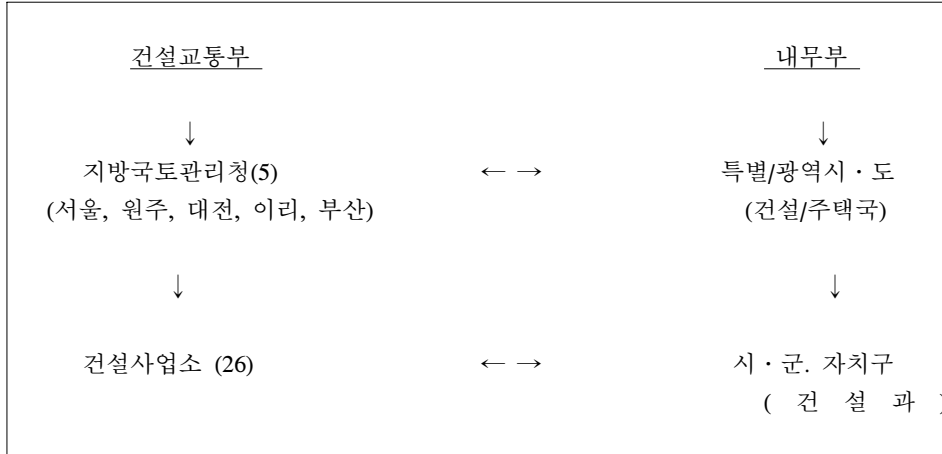 건설교통부 내무부
↓ ↓
지방국토관리청(5) ← → 특별/광역시·도
(서울, 원주, 대전, 이리, 부산) (건설/주택국)
↓ ↓
건설사업소 (26) ← → 시·군. 자치구
( 건 설 과 )